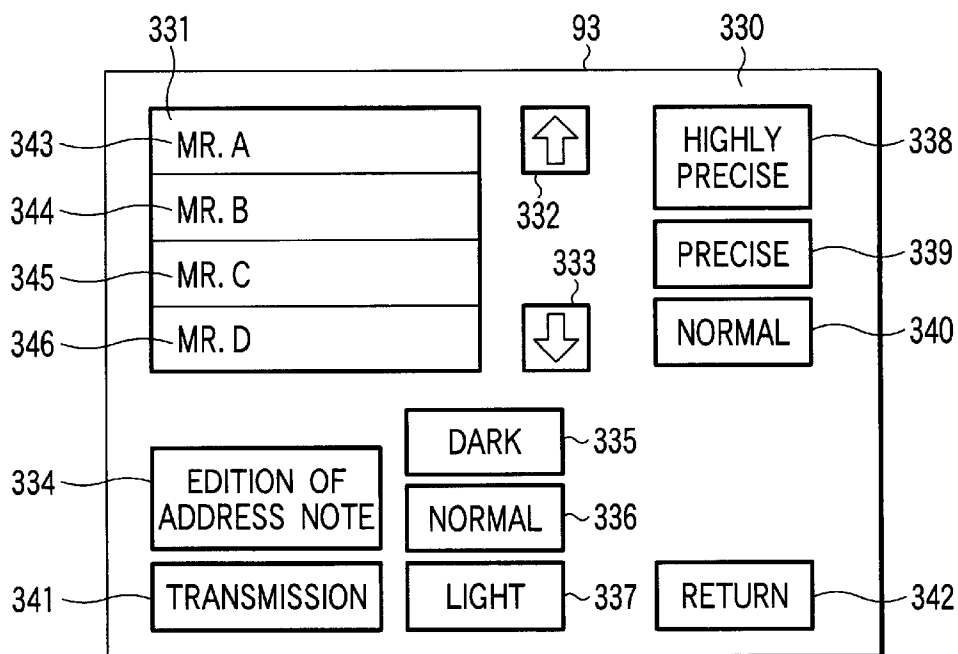 331
93
330
343
MR. A
338
HIGHLY
PRECISE
344
MR. B
332
339
PRECISE
345
MR. C
333
340
NORMAL
346
MR. D
DARK
335
334
EDITION OF
ADDRESS NOTE
NORMAL
336
341
TRANSMISSION
LIGHT
337
RETURN
342